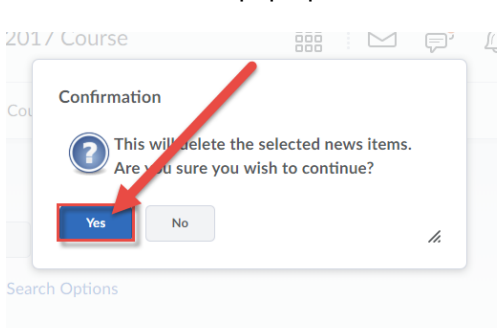 2017 Course
Cou
Confirmation
This will delete the selected news items.
Are you sure you wish to continue?
Yes
No
Search Options